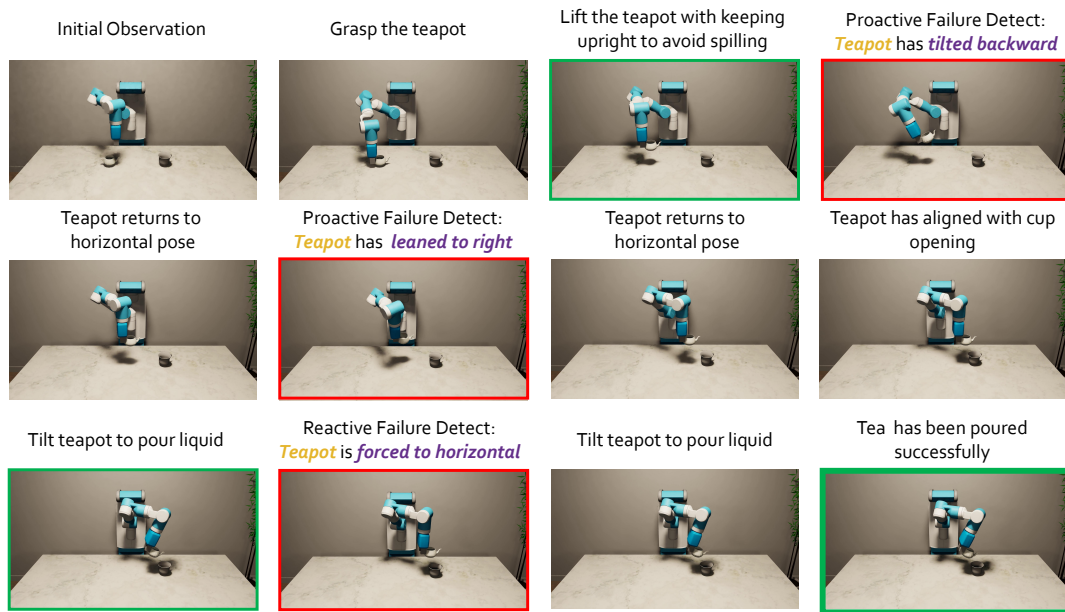 Initial Observation
Grasp the teapot
Lift the teapot with keeping
upright to avoid spilling
Proactive Failure Detect:
Teapot has tilted backward
Teapot returns to
horizontal pose
Proactive Failure Detect:
Teapot has leaned to right
Teapot returns to
horizontal pose
Teapot has aligned with cup
opening
Tilt teapot to pour liquid
Reactive Failure Detect:
Teapot is forced to horizontal
Tilt teapot to pour liquid
Tea has been poured
successfully